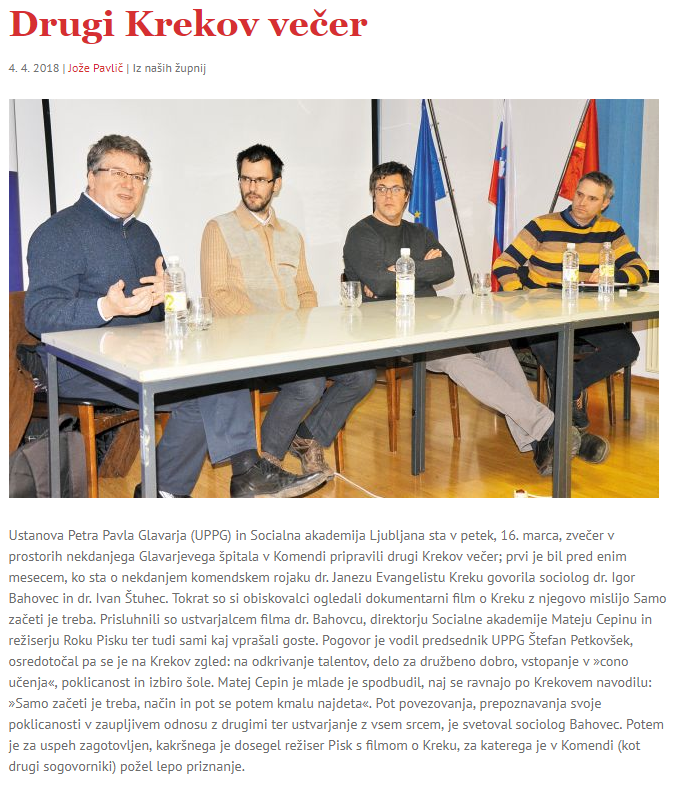 Drugi Krekov večer
4. 4. 2018 | Jože Pavlič | Iz naših župnij
Ustanova Petra Pavla Glavarja (UPPG) in Socialna akademija Ljubljana sta v petek, 16. marca, zvečer v
prostorih nekdanjega Glavarjevega špitala v Komendi pripravili drugi Krekov večer; prvi je bil pred enim
mesecem, ko sta o nekdanjem komendskem rojaku dr. Janezu Evangelistu Kreku govorila sociolog dr. Igor
Bahovec in dr. Ivan Štuhec. Tokrat so si obiskovalci ogledali dokumentarni film o Kreku z njegovo mislijo Samo
začeti je treba. Prisluhnili so ustvarjalcem filma dr. Bahovcu, direktorju Socialne akademije Mateju Cepinu in
režiserju Roku Pisku ter tudi sami kaj vprašali goste. Pogovor je vodil predsednik UPPG Štefan Petkovšek,
osredotočal pa se je na Krekov zgled: na odkrivanje talentov, delo za družbeno dobro, vstopanje v »cono
učenja«, poklicanost in izbiro šole. Matej Cepin je mlade je spodbudil, naj se ravnajo po Krekovem navodilu:
»Samo začeti je treba, način in pot se potem kmalu najdeta«. Pot povezovanja, prepoznavanja svoje
poklicanosti v zaupljivem odnosu z drugimi ter ustvarjanje z vsem srcem, je svetoval sociolog Bahovec. Potem
je za uspeh zagotovljen, kakršnega je dosegel režiser Pisk s filmom o Kreku, za katerega je v Komendi (kot
drugi sogovorniki) požel lepo priznanje.